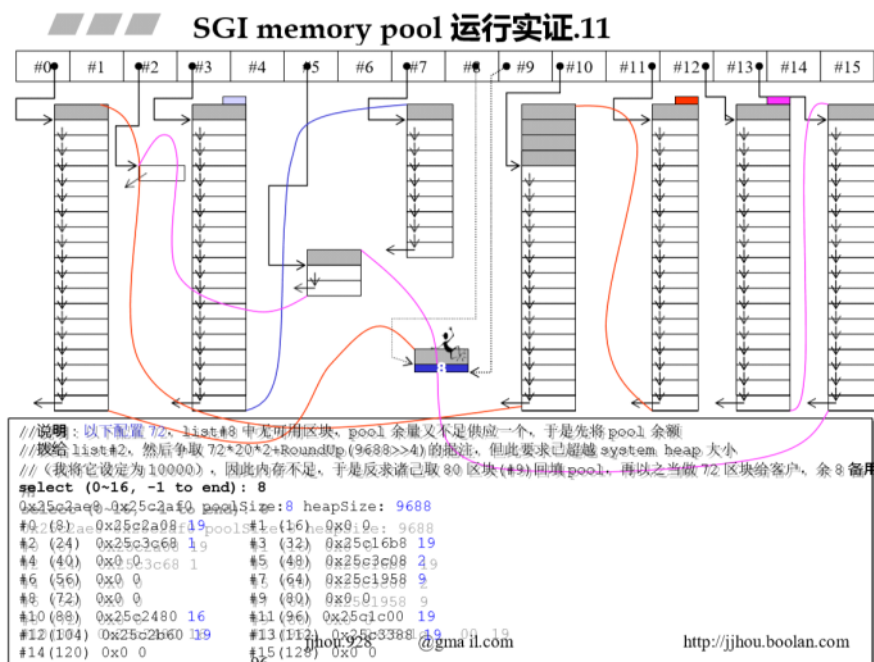 SGI memory pool 运行实证.11
#0 #1 #2 #3 #4 #5 #6 #7 #8 #9 #10 #11 #12 #13 #14 #15
8
//说明：以下配置 72，list#8 中无可用区块，pool 余量又不足供应一个，于是先将 pool 余额
//拨给 list#2，然后争取 72*20*2+RoundUp(9688>>4)的挹注，但此要求已超越 system heap 大小
//（我将它设定为 10000），因此内存不足，于是反求诸己取 80 区块(#9)回填 pool，再以之当做 72 区块给客户，余 8 备用
select (0~16, -1 to end): 8
0x25c2ae8 0x25c2af0 poolSize:8 heapSize: 9688
#0 (8) 0x25c2a08 19 #1 (16) 0x0 0
#2 (24) 0x25c3c68 1 #3 (32) 0x25c16b8 19
#4 (40) 0x0 0 #5 (48) 0x25c3c08 2
#6 (56) 0x0 0 #7 (64) 0x25c1958 9
#8 (72) 0x0 0 #9 (80) 0x0 0
#10(88) 0x25c2480 16 #11(96) 0x25c1c00 19
#12(104) 0x25c2b60 19 #13(112) 0x25c3388 19
#14(120) 0x0 0 #15(128) 0x0 0
jjhou.928 @gmail.com
http://jjhou.boolan.com